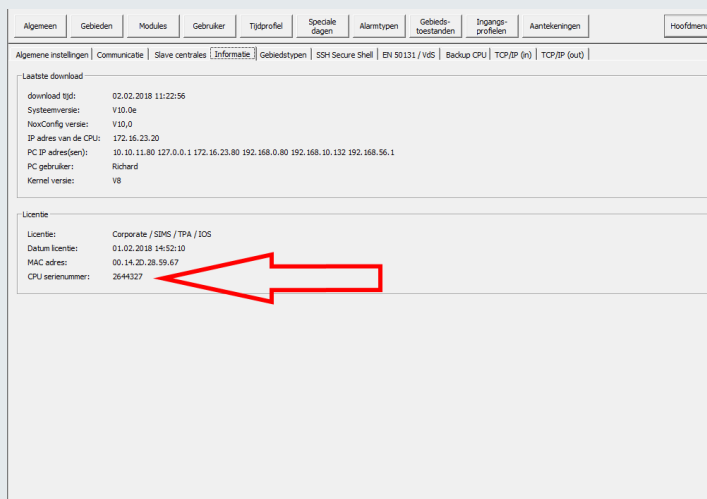 Algemeen Gebieden Modules Gebruiker Tijdprofiel Speciale dagen Alarmtypen Gebieds-toestanden Ingangs-profielen Aantekeningen Hoofdmenu
Algemene instellingen Communicatie Slave centrales Informatie Gebiedstypen SSH Secure Shell EN 50131 / VdS Backup CPU TCP/IP (in) TCP/IP (out)
Laatste download
download tijd: 02.02.2018 11:22:56
Systeemversie: V10.0e
NoxConfig versie: V10,0
IP adres van de CPU: 172.16.23.20
PC IP adres(sen): 10.10.11.80 127.0.0.1 172.16.23.80 192.168.0.80 192.168.10.132 192.168.56.1
PC gebruiker: Richard
Kernel versie: V8
Licentie
Licentie: Corporate / SIMS / TPA / IOS
Datum licentie: 01.02.2018 14:52:10
MAC adres: 00.14.2D.28.59.67
CPU serienummer: 2644327